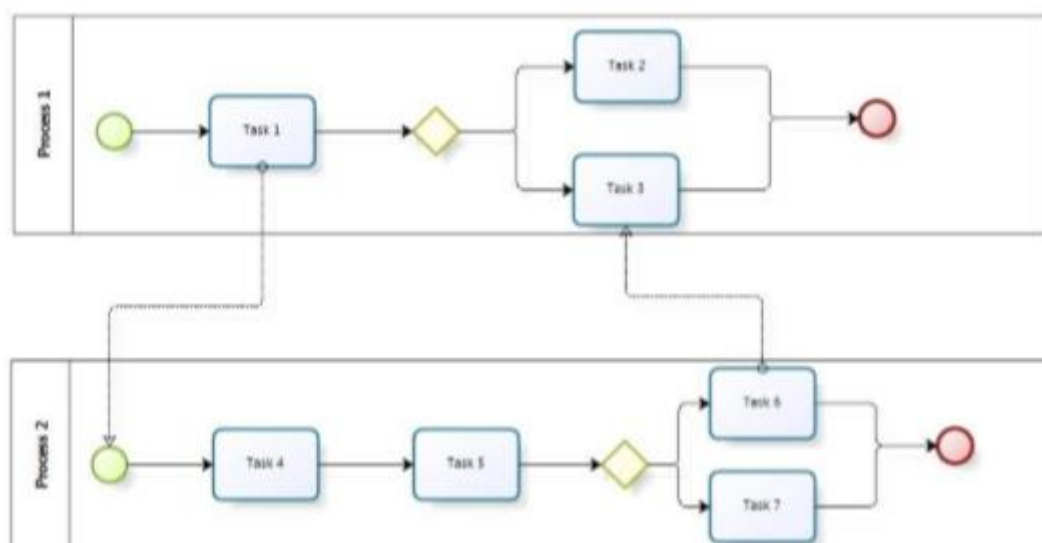 Process 1
Task 1
Task 2
Task 3
Process 2
Task 4
Task 5
Task 6
Task 7